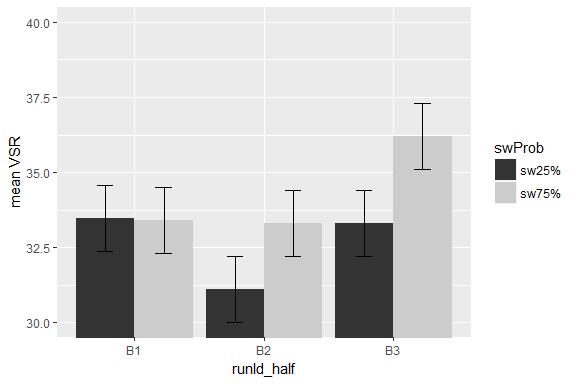 40.0
37.5
35.0
32.5
30.0
mean VSR
B1 B2 B3
runId_half
swProb
sw25%
sw75%